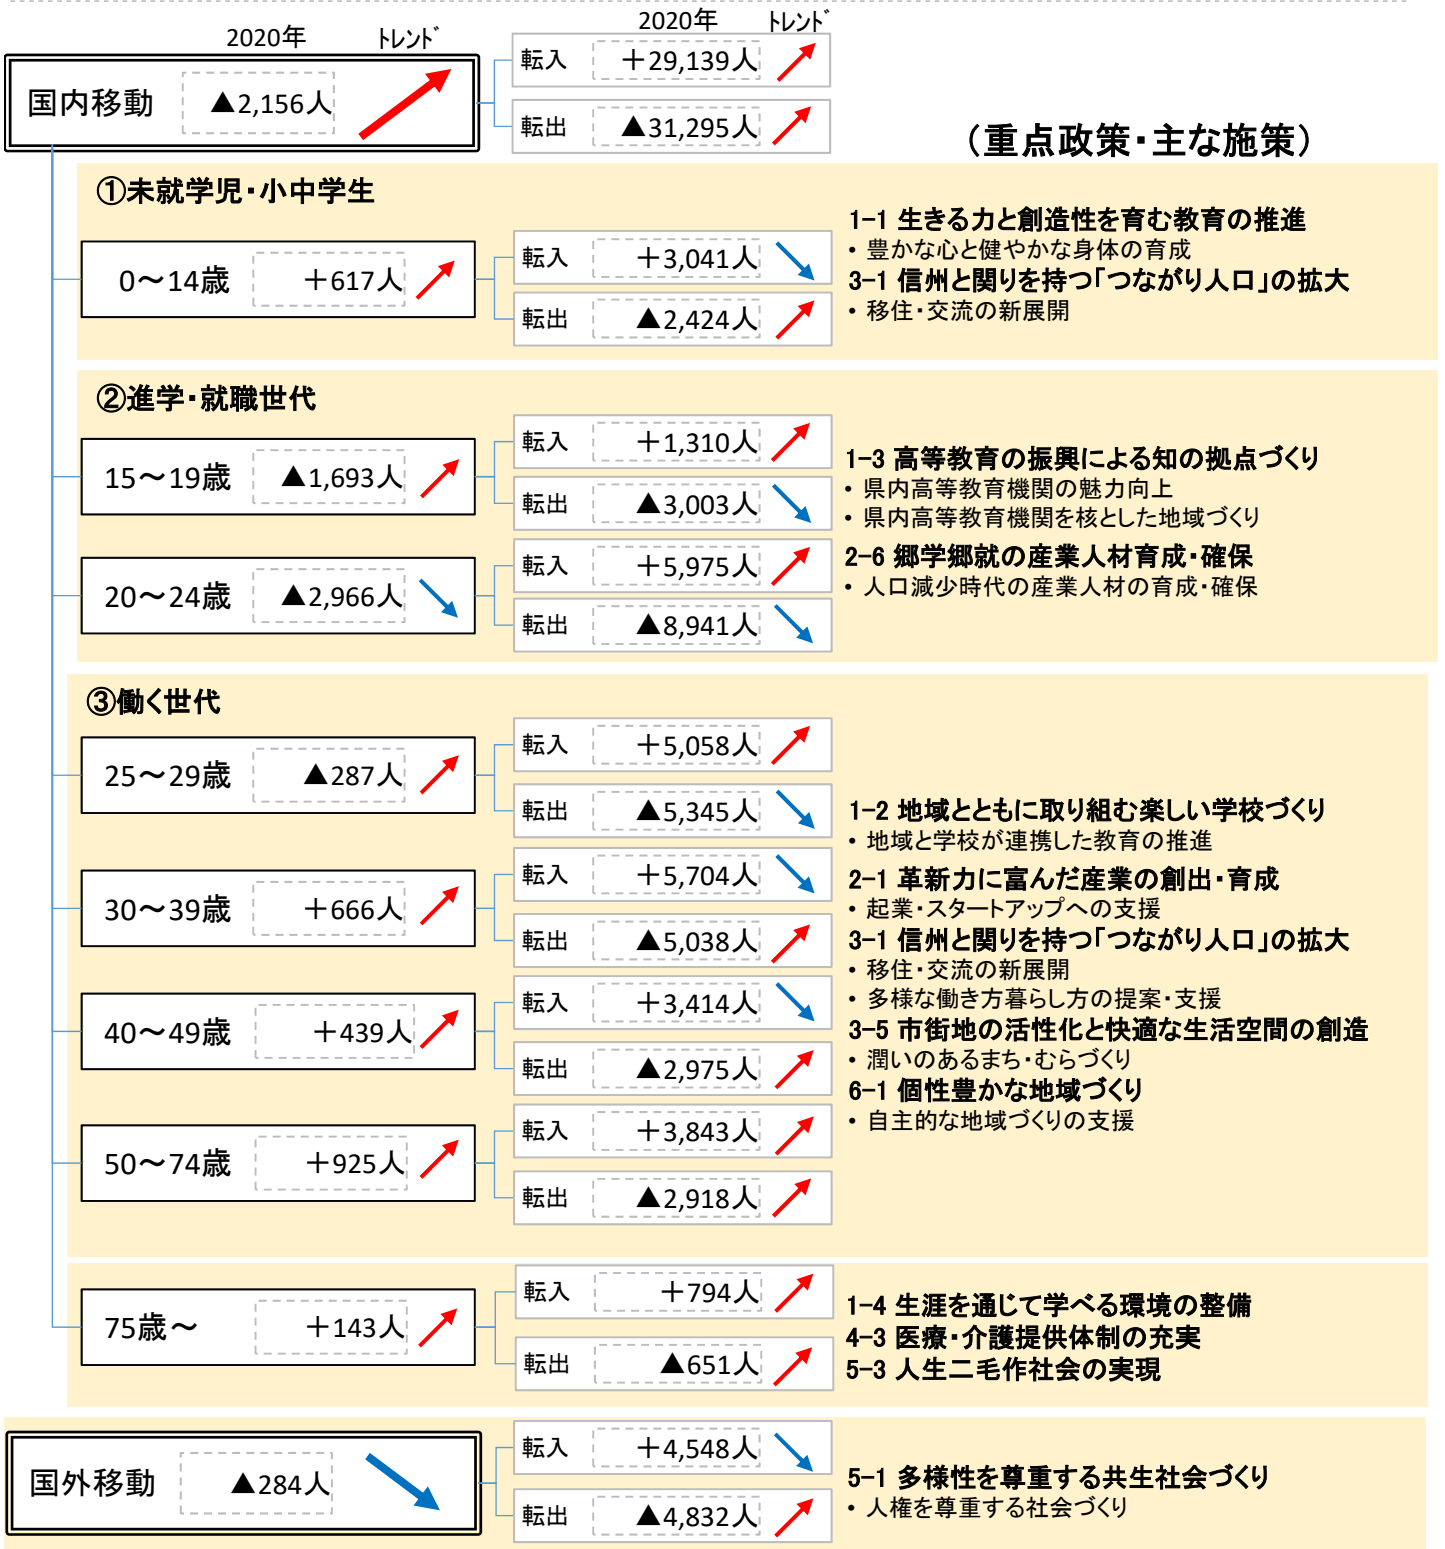 2020年 トレンド
国内移動 ▲2,156人
2020年 トレンド
転入 +29,139人
転出 ▲31,295人
(重点政策・主な施策)
①未就学児・小中学生
0～14歳 +617人
転入 +3,041人
転出 ▲2,424人
1-1 生きる力と創造性を育む教育の推進
• 豊かな心と健やかな身体の育成
3-1 信州と関りを持つ「つながり人口」の拡大
• 移住・交流の新展開
②進学・就職世代
15～19歳 ▲1,693人
転入 +1,310人
転出 ▲3,003人
20～24歳 ▲2,966人
転入 +5,975人
転出 ▲8,941人
1-3 高等教育の振興による知の拠点づくり
• 県内高等教育機関の魅力向上
• 県内高等教育機関を核とした地域づくり
2-6 郷学郷就の産業人材育成・確保
• 人口減少時代の産業人材の育成・確保
③働く世代
25～29歳 ▲287人
転入 +5,058人
転出 ▲5,345人
30～39歳 +666人
転入 +5,704人
転出 ▲5,038人
40～49歳 +439人
転入 +3,414人
転出 ▲2,975人
50～74歳 +925人
転入 +3,843人
転出 ▲2,918人
1-2 地域とともに取り組む楽しい学校づくり
• 地域と学校が連携した教育の推進
2-1 革新力に富んだ産業の創出・育成
• 起業・スタートアップへの支援
3-1 信州と関りを持つ「つながり人口」の拡大
• 移住・交流の新展開
• 多様な働き方暮らし方の提案・支援
3-5 市街地の活性化と快適な生活空間の創造
• 潤いのあるまち・むらづくり
6-1 個性豊かな地域づくり
• 自主的な地域づくりの支援
75歳～ +143人
転入 +794人
転出 ▲651人
1-4 生涯を通じて学べる環境の整備
4-3 医療・介護提供体制の充実
5-3 人生二毛作社会の実現
国外移動 ▲284人
転入 +4,548人
転出 ▲4,832人
5-1 多様性を尊重する共生社会づくり
• 人権を尊重する社会づくり